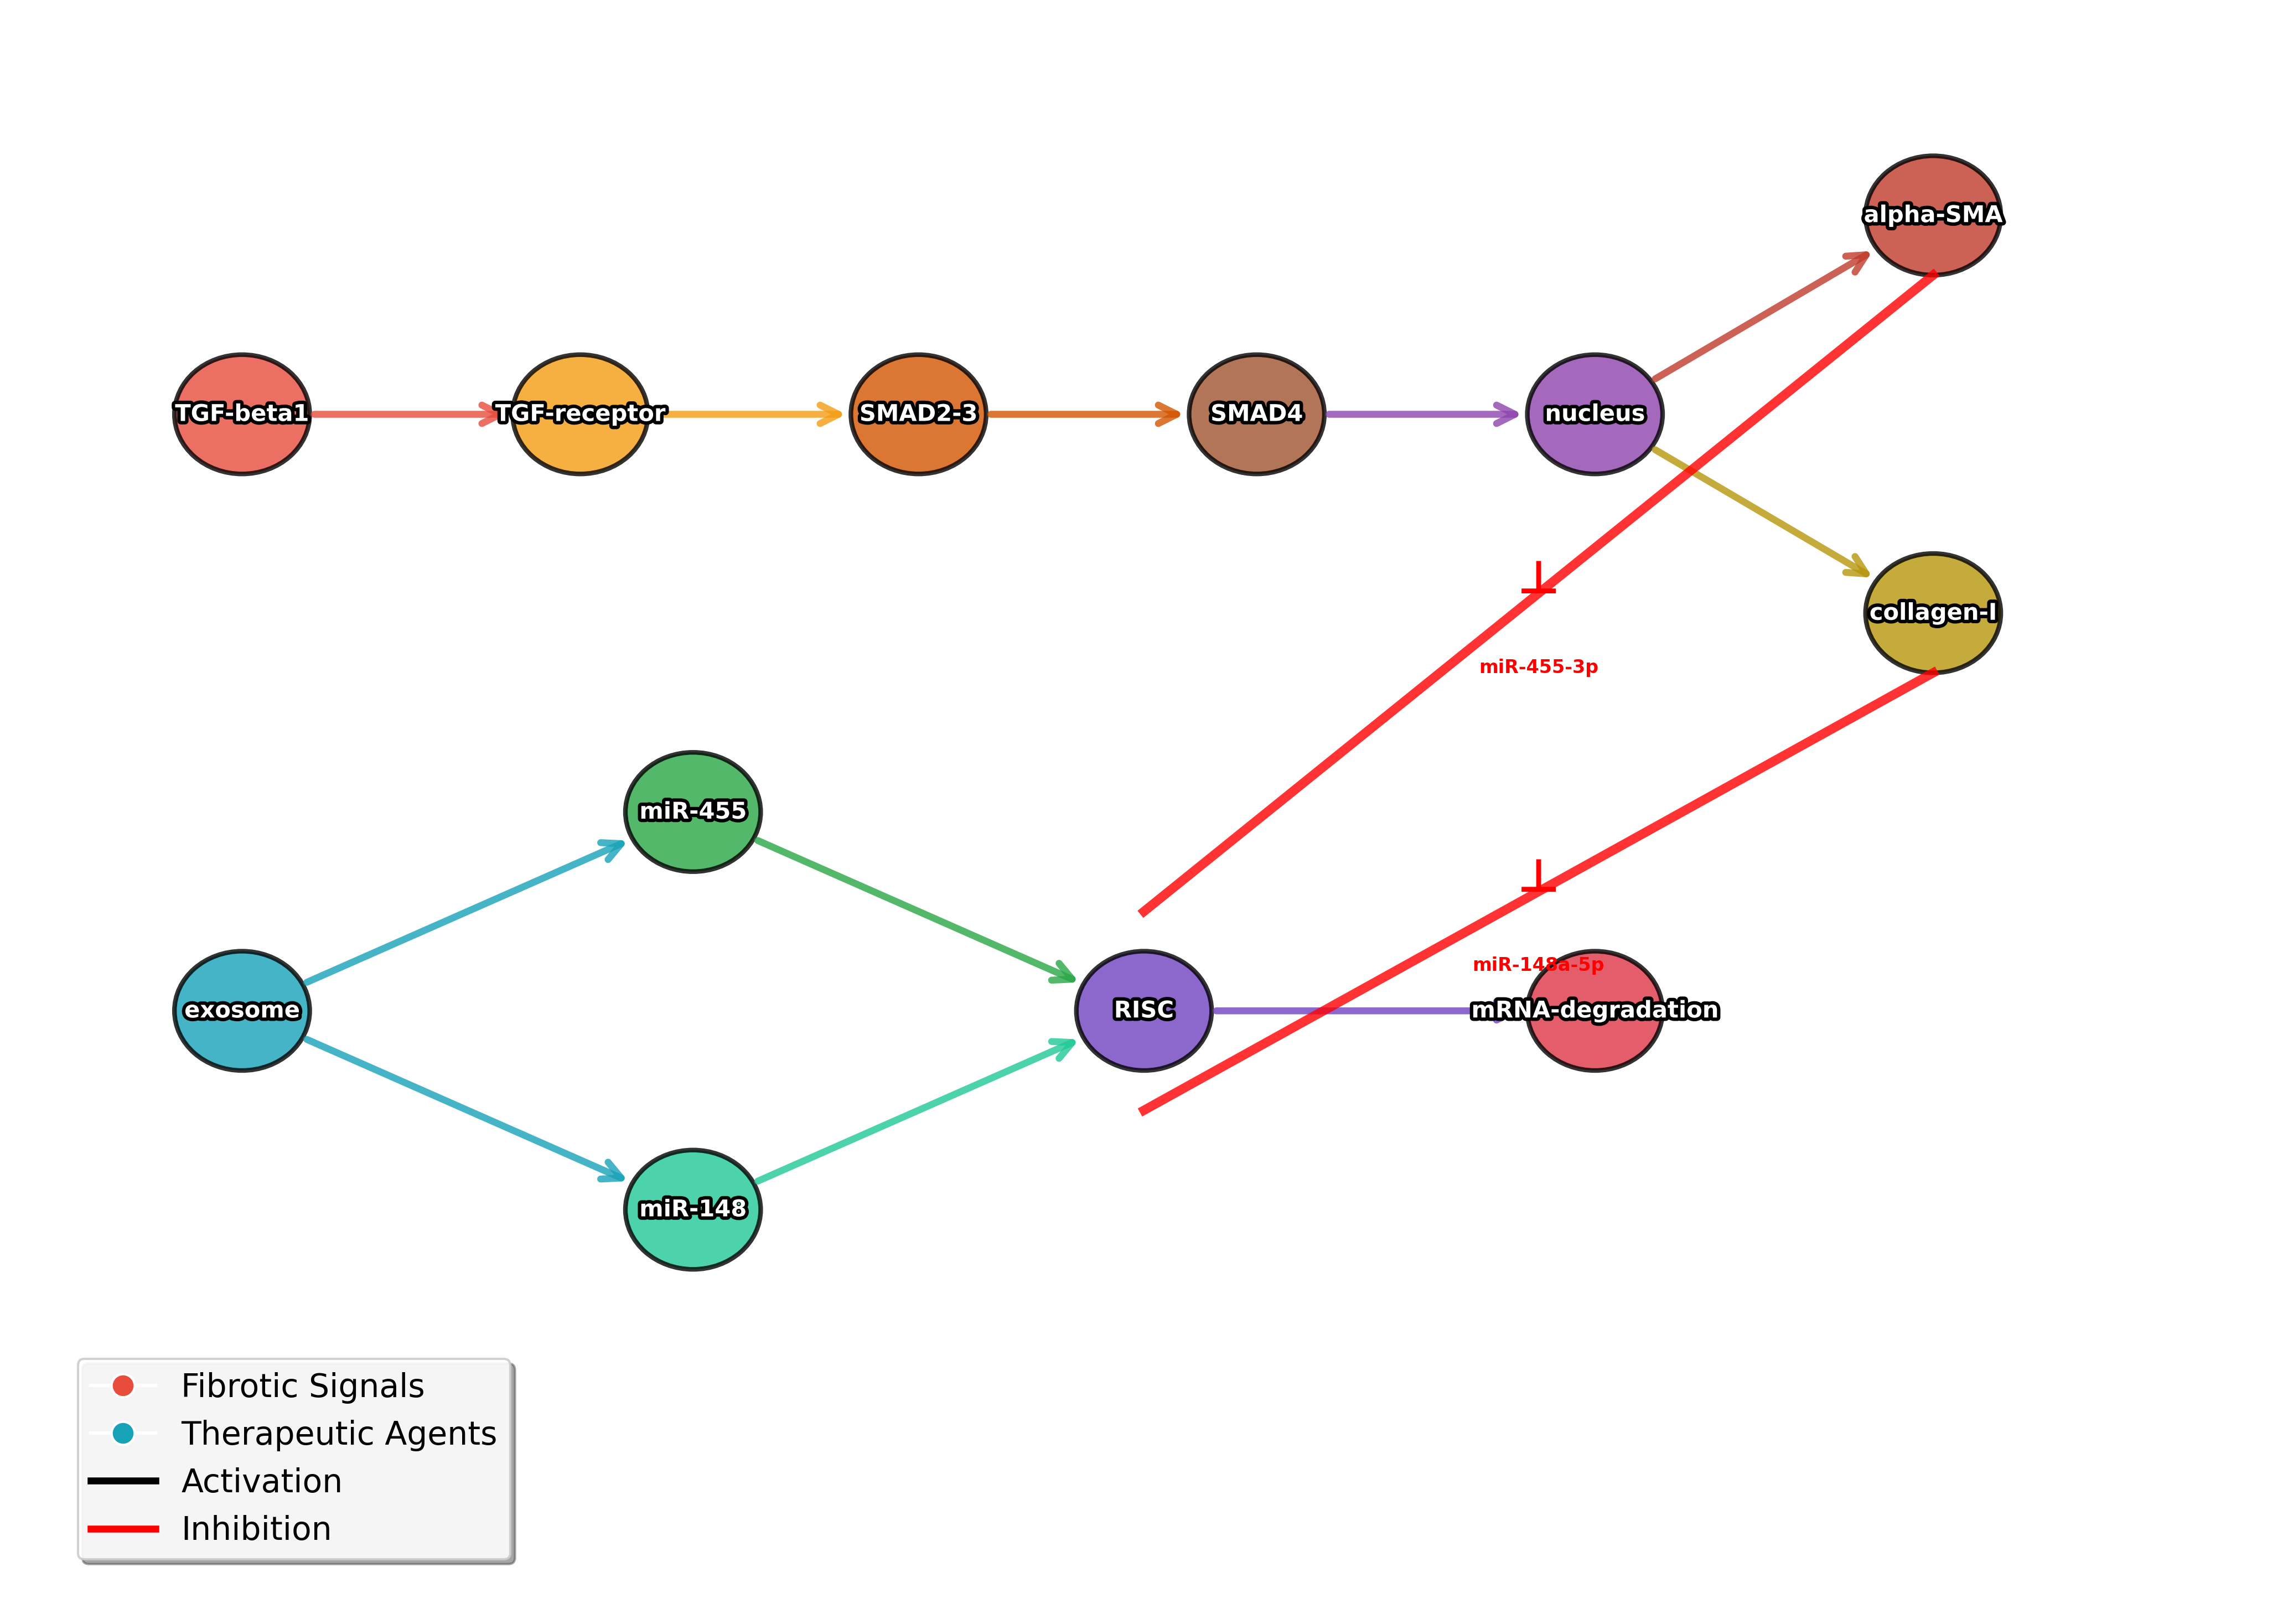 alpha-SMA
TGF-beta1
TGF-receptor
SMAD2-3
SMAD4
nucleus
collagen-I
miR-455-3p
miR-455
miR-148a-5p
exosome
RISC
mRNA-degradation
miR-148
Fibrotic Signals
Therapeutic Agents
Activation
Inhibition